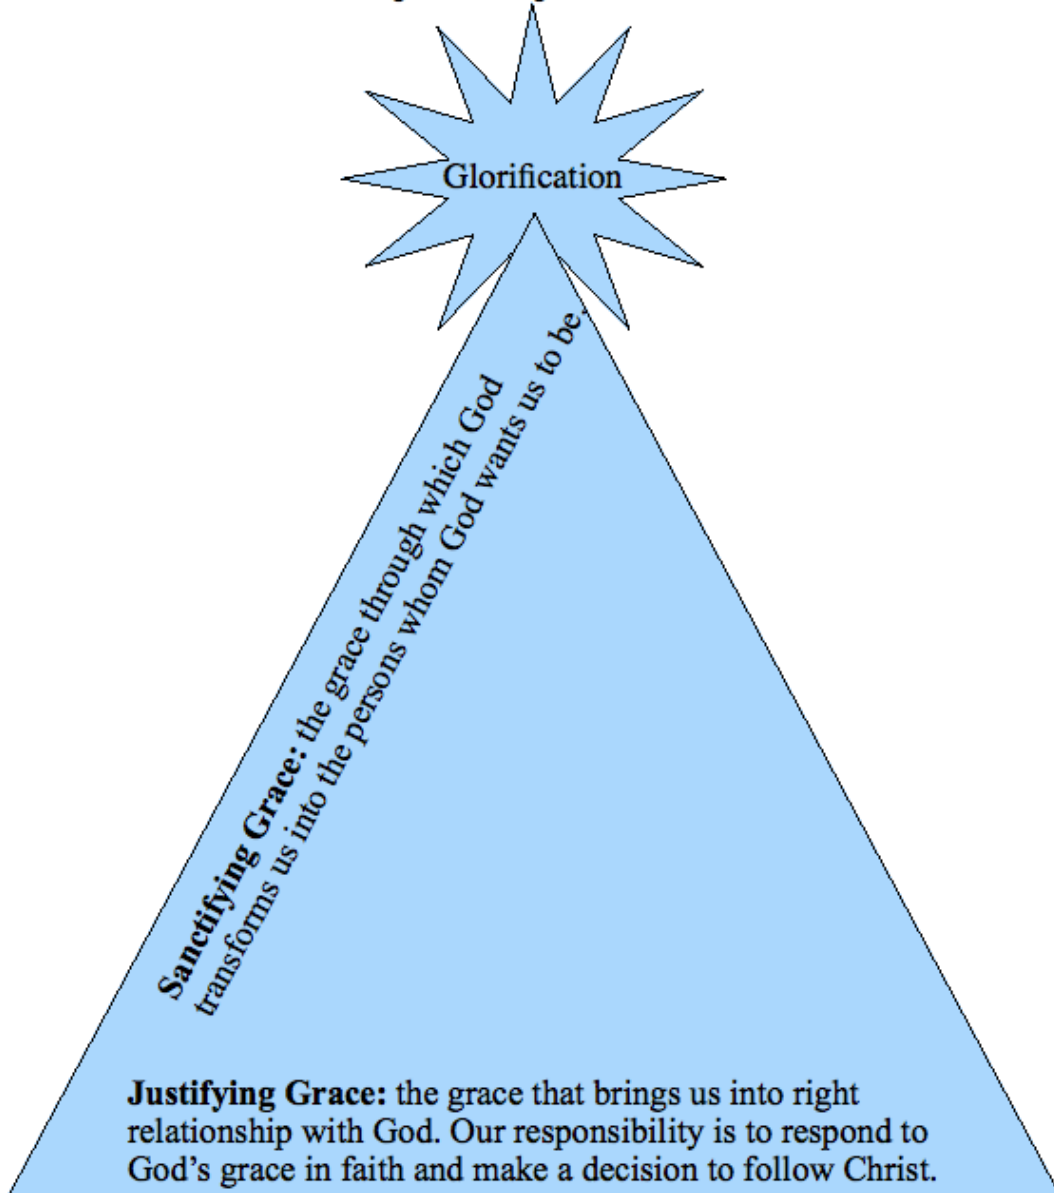 Glorification
Sanctifying Grace: the grace through which God
transforms us into the persons whom God wants us to be.
Justifying Grace: the grace that brings us into right
relationship with God. Our responsibility is to respond to
God’s grace in faith and make a decision to follow Christ.